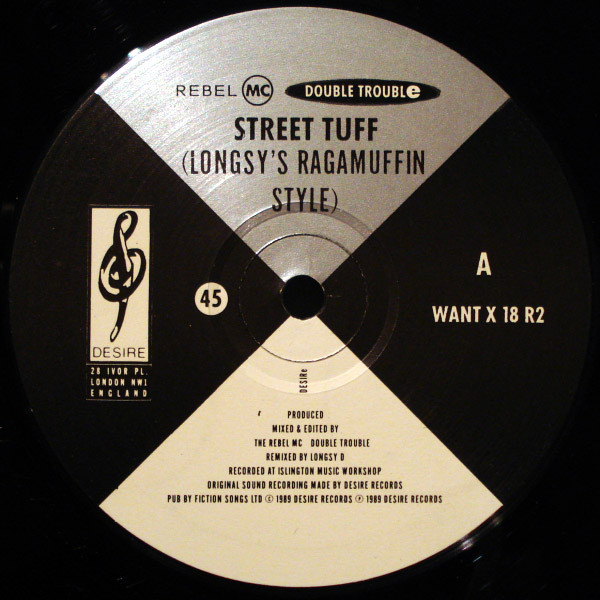 REBEL MC DOUBLE TROUBLe
STREET TUFF
(LONGSY'S RAGAMUFFIN
STYLE)
DESIRE
28 IVOR PL.
LONDON NW1
ENGLAND
45
A
WANT X 18 R2
DESIRe
PRODUCED
MIXED & EDITED BY
THE REBEL MC DOUBLE TROUBLE
REMIXED BY LONGSY D
RECORDED AT ISLINGTON MUSIC WORKSHOP
ORIGINAL SOUND RECORDING MADE BY DESIRE RECORDS
PUB BY FICTION SONGS LTD © 1989 DESIRE RECORDS ℗ 1989 DESIRE RECORDS